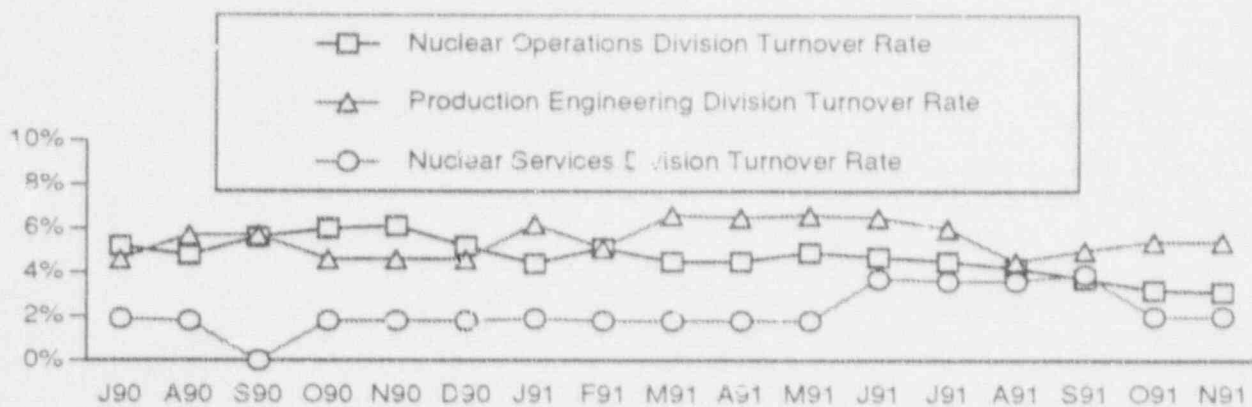 Nuclear Operations Division Turnover Rate
Production Engineering Division Turnover Rate
Nuclear Services Division Turnover Rate
10%
8%
6%
4%
2%
0%
J90 A90 S90 O90 N90 D90 J91 F91 M91 A91 M91 J91 J91 A91 S91 O91 N91